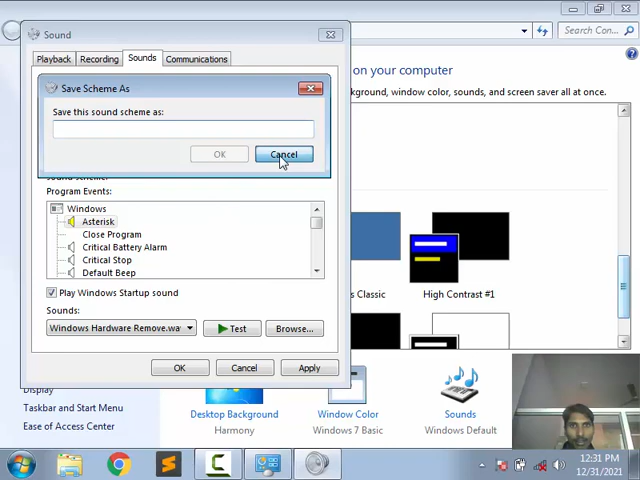 Sound
Search Con...
Playback
Recording
Sounds
Communications
on your computer
Save Scheme As
kground, window color, sounds, and screen saver all at once.
Save this sound scheme as:
OK
Cancel
Program Events:
Windows
Asterisk
Close Program
Critical Battery Alarm
Critical Stop
Default Beep
s Classic
High Contrast #1
Play Windows Startup sound
Sounds:
Windows Hardware Remove.wa
Test
Browse...
OK
Cancel
Apply
Display
Taskbar and Start Menu
Ease of Access Center
Desktop Background
Harmony
Window Color
Windows 7 Basic
Sounds
Windows Default
12:31 PM
12/31/2021